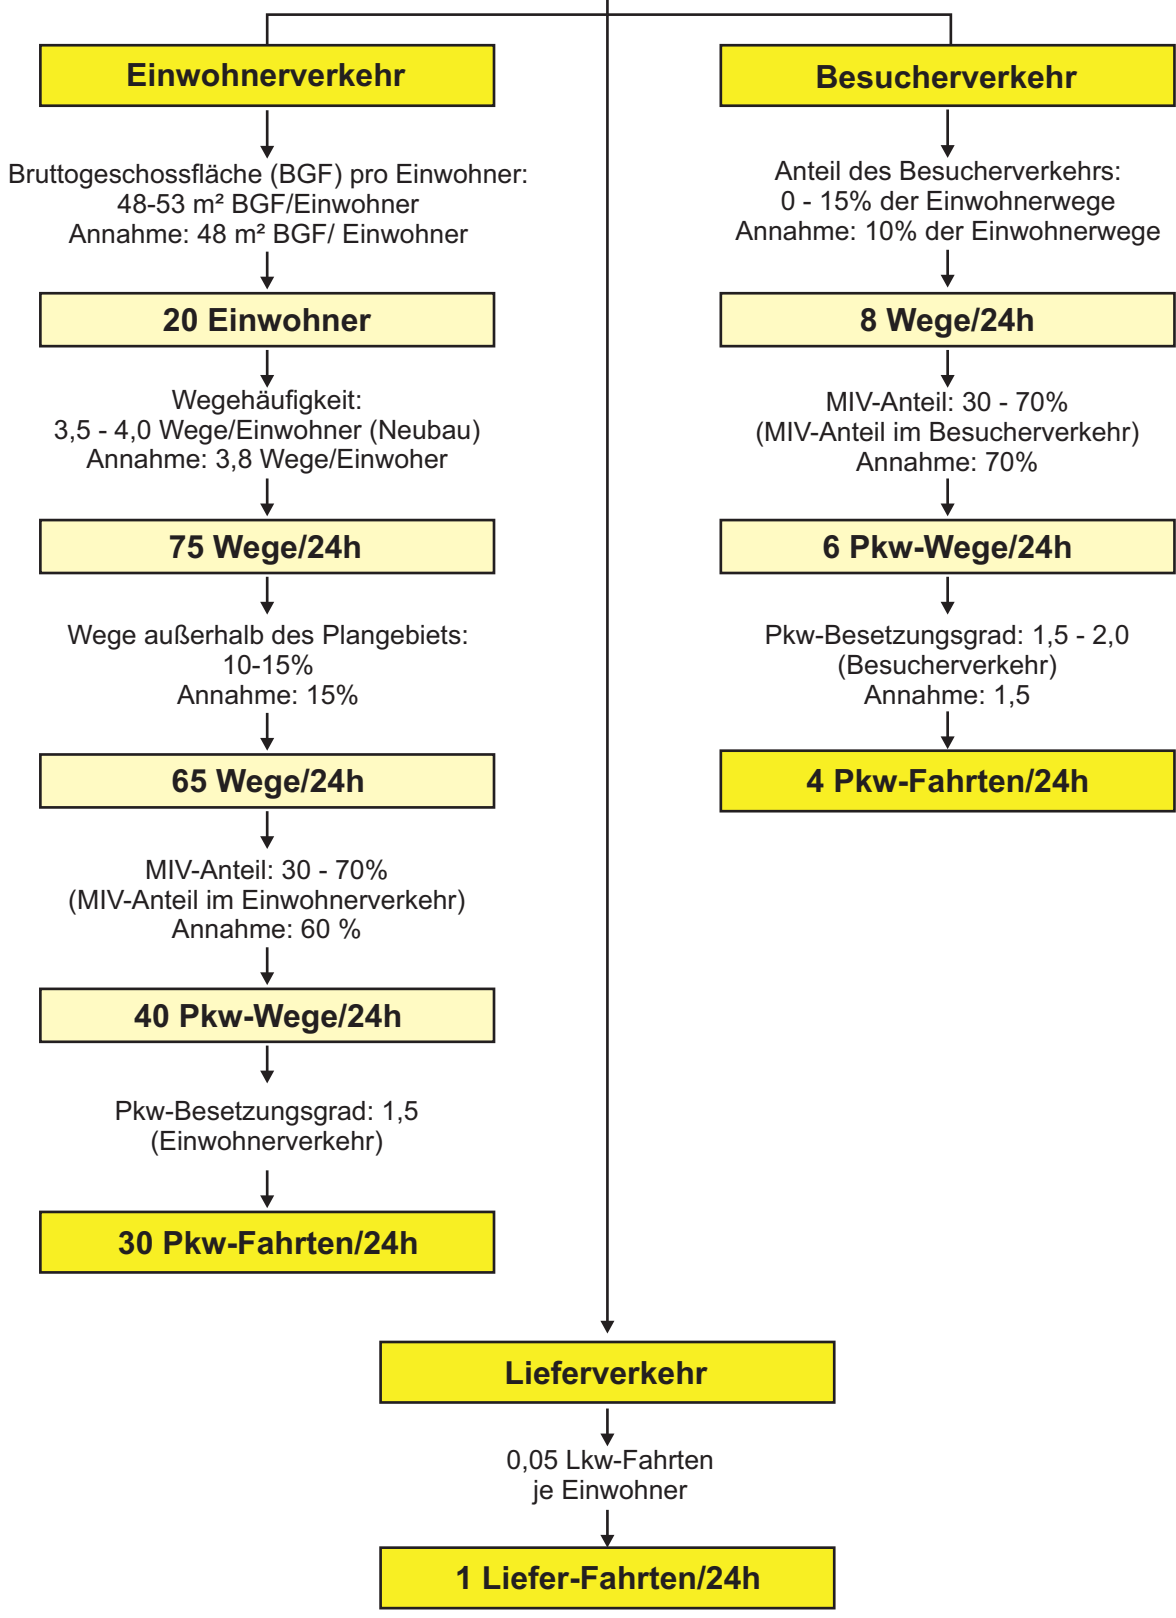 Einwohnerverkehr
Bruttogeschossfläche (BGF) pro Einwohner:
48-53 m² BGF/Einwohner
Annahme: 48 m² BGF/ Einwohner
20 Einwohner
Wegehäufigkeit:
3,5 - 4,0 Wege/Einwohner (Neubau)
Annahme: 3,8 Wege/Einwoher
75 Wege/24h
Wege außerhalb des Plangebiets:
10-15%
Annahme: 15%
65 Wege/24h
MIV-Anteil: 30 - 70%
(MIV-Anteil im Einwohnerverkehr)
Annahme: 60 %
40 Pkw-Wege/24h
Pkw-Besetzungsgrad: 1,5
(Einwohnerverkehr)
30 Pkw-Fahrten/24h
Besucherverkehr
Anteil des Besucherverkehrs:
0 - 15% der Einwohnerwege
Annahme: 10% der Einwohnerwege
8 Wege/24h
MIV-Anteil: 30 - 70%
(MIV-Anteil im Besucherverkehr)
Annahme: 70%
6 Pkw-Wege/24h
Pkw-Besetzungsgrad: 1,5 - 2,0
(Besucherverkehr)
Annahme: 1,5
4 Pkw-Fahrten/24h
Lieferverkehr
0,05 Lkw-Fahrten
je Einwohner
1 Liefer-Fahrten/24h